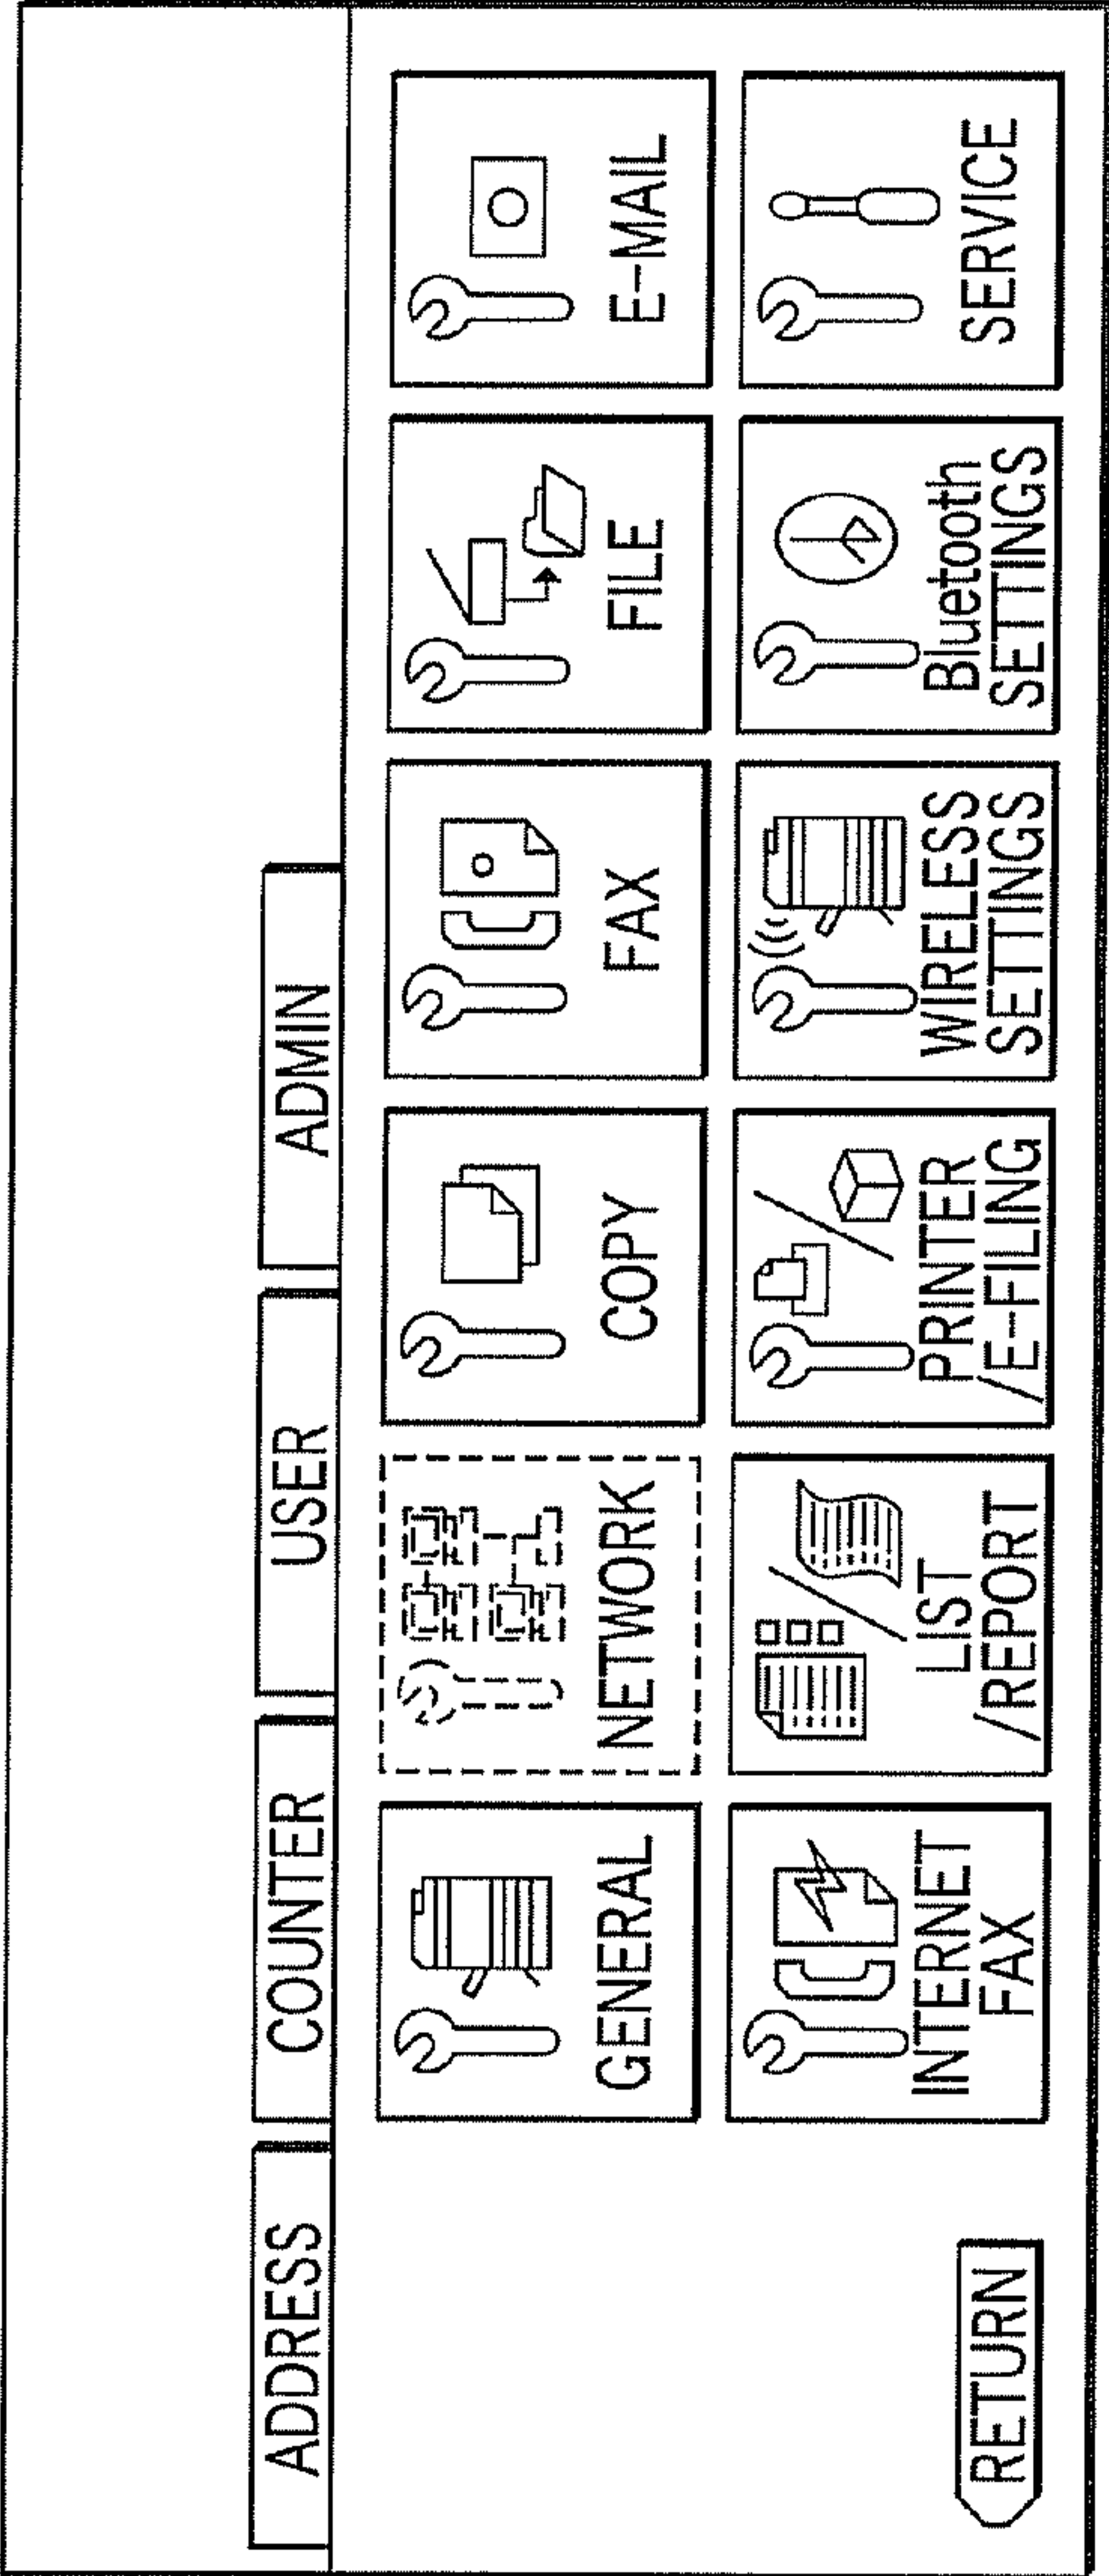 ADDRESS
COUNTER
USER
ADMIN
GENERAL
NETWORK
COPY
FAX
FILE
E-MAIL
INTERNET
FAX
LIST
/REPORT
PRINTER
/E-FILING
WIRELESS
SETTINGS
Bluetooth
SETTINGS
SERVICE
RETURN